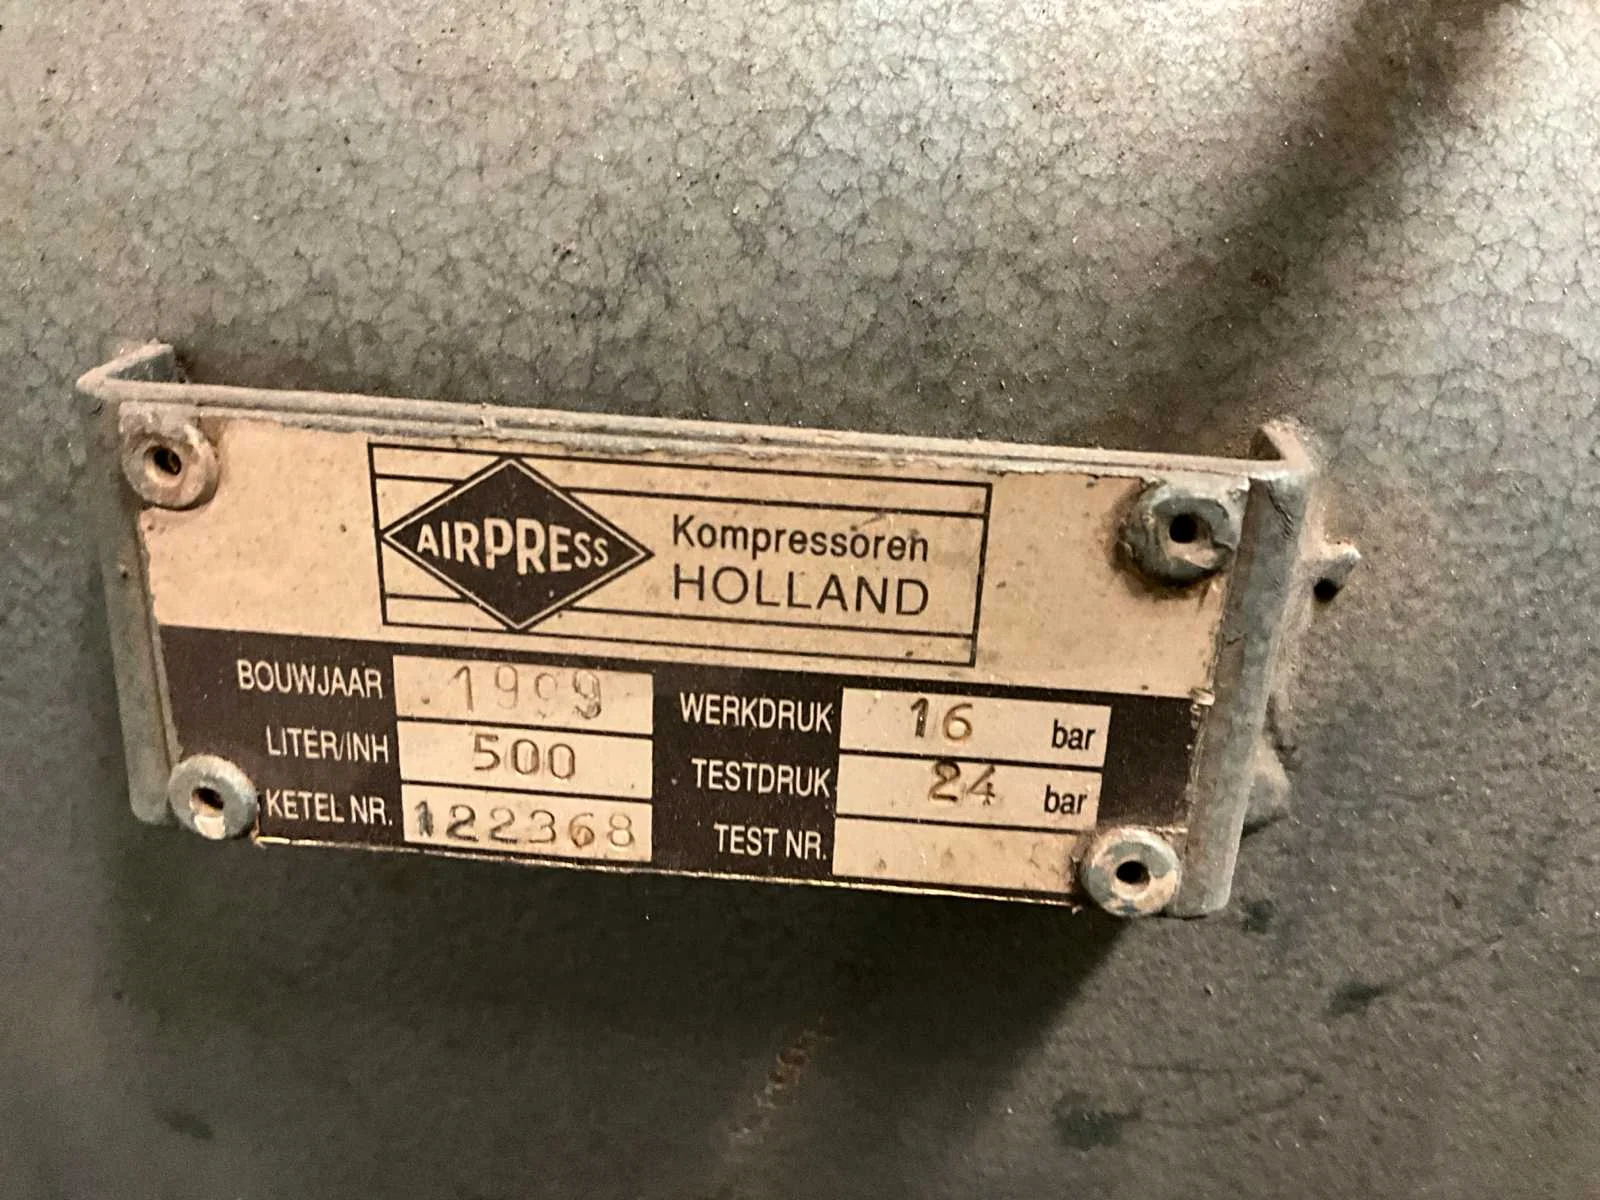 AIRPRESS
Kompressoren
HOLLAND
BOUWJAAR 1999
LITER/INH 500
KETEL NR. 122368
WERKDRUK 16 bar
TESTDRUK 24 bar
TEST NR.